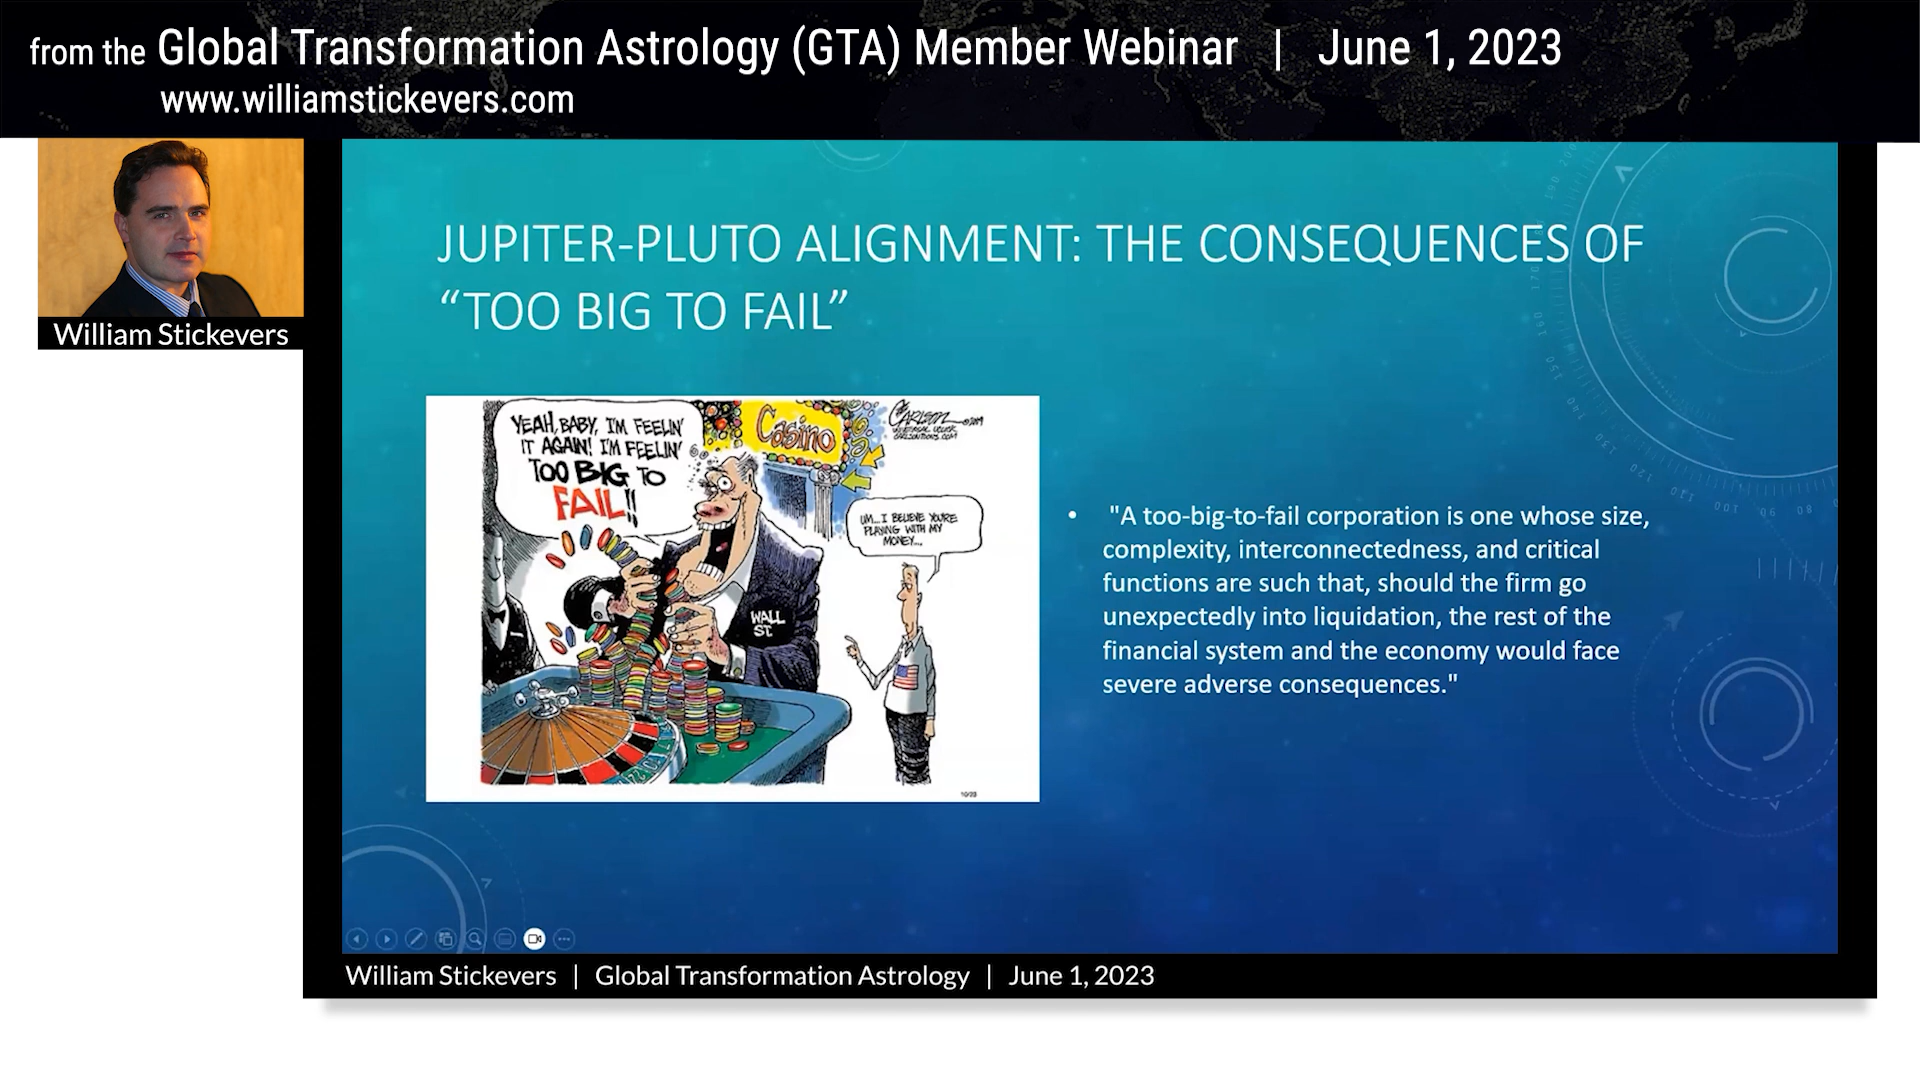 from the Global Transformation Astrology (GTA) Member Webinar | June 1, 2023
www.williamstickevers.com
William Stickevers
JUPITER-PLUTO ALIGNMENT: THE CONSEQUENCES OF
“TOO BIG TO FAIL”
YEAH, BABY, I'M FEELIN'
IT AGAIN! I'M FEELIN'
TOO BIG TO
FAIL!!
Casino
CARLSON ©2009
UM...I BELIEVE YOU'RE
PLAYING WITH MY
MONEY...
WALL
ST.
• "A too-big-to-fail corporation is one whose size,
complexity, interconnectedness, and critical
functions are such that, should the firm go
unexpectedly into liquidation, the rest of the
financial system and the economy would face
severe adverse consequences."
William Stickevers | Global Transformation Astrology | June 1, 2023